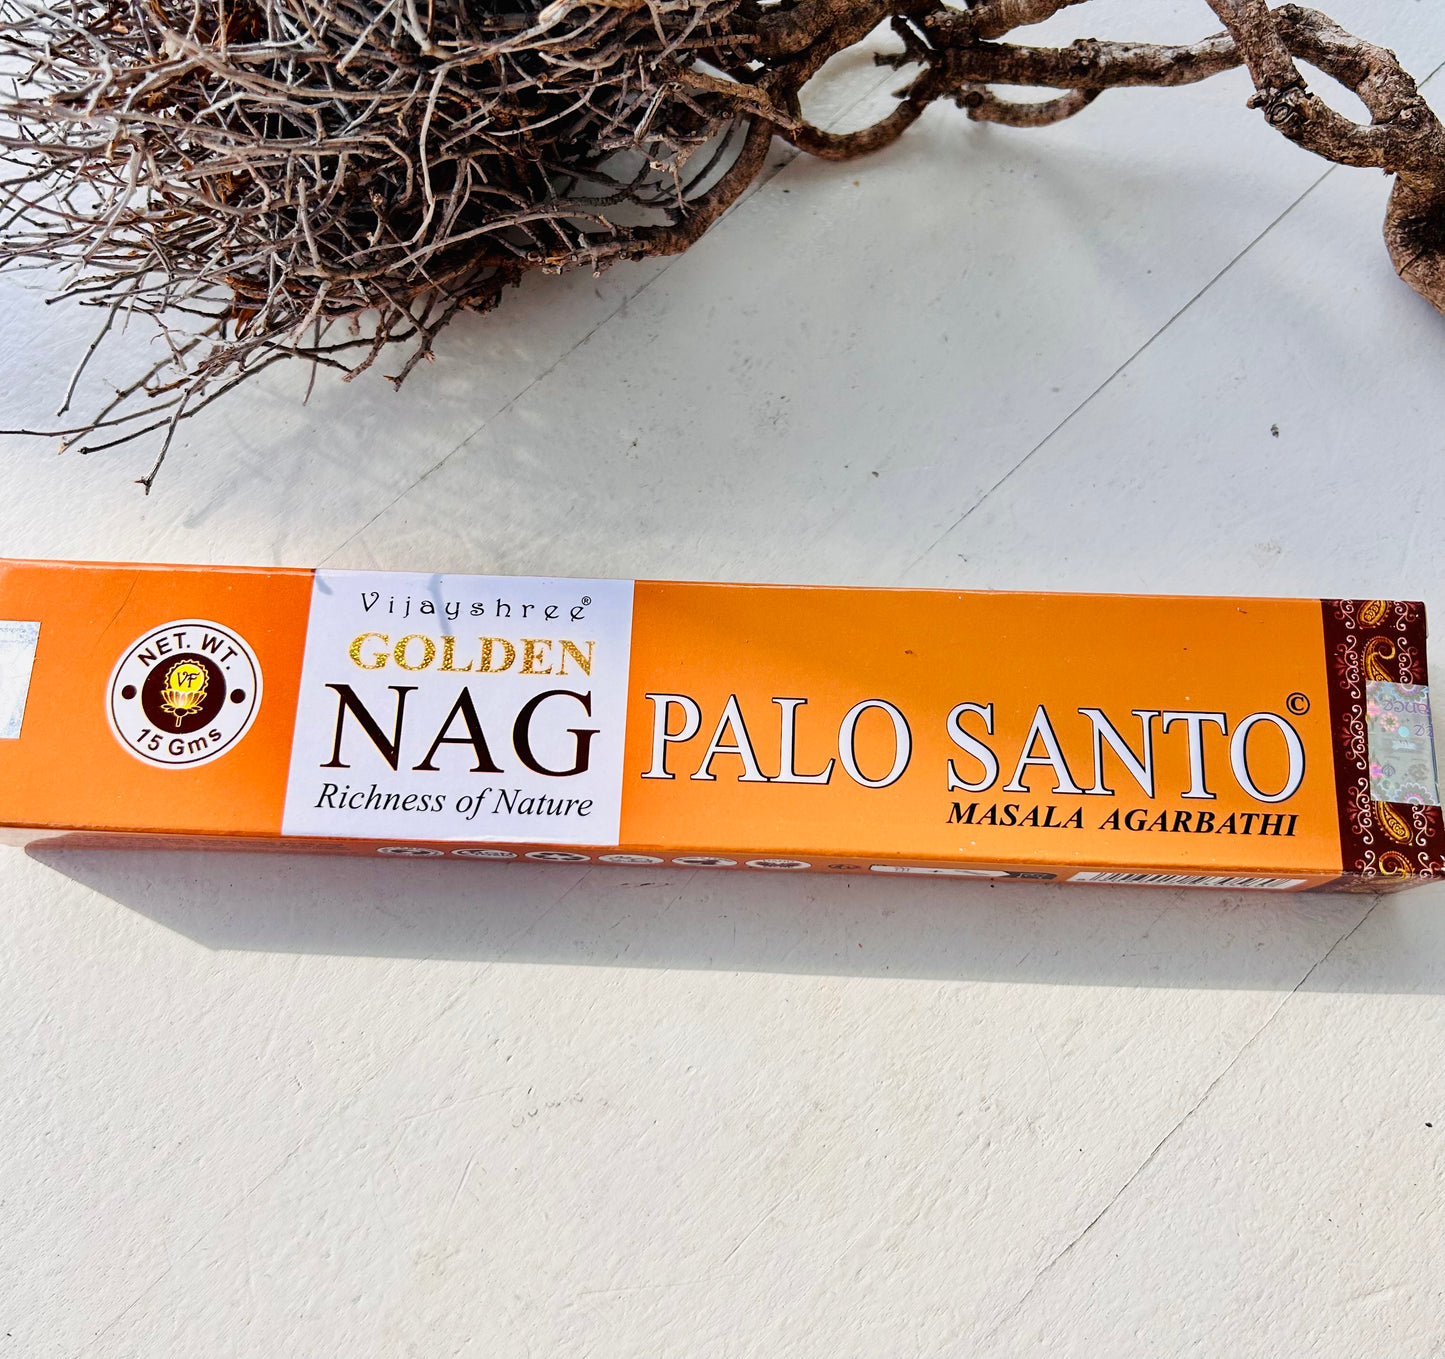 NET. WT.
VF
15 Gms
Vijayshree®
GOLDEN
NAG
Richness of Nature
PALO SANTO©
MASALA AGARBATHI